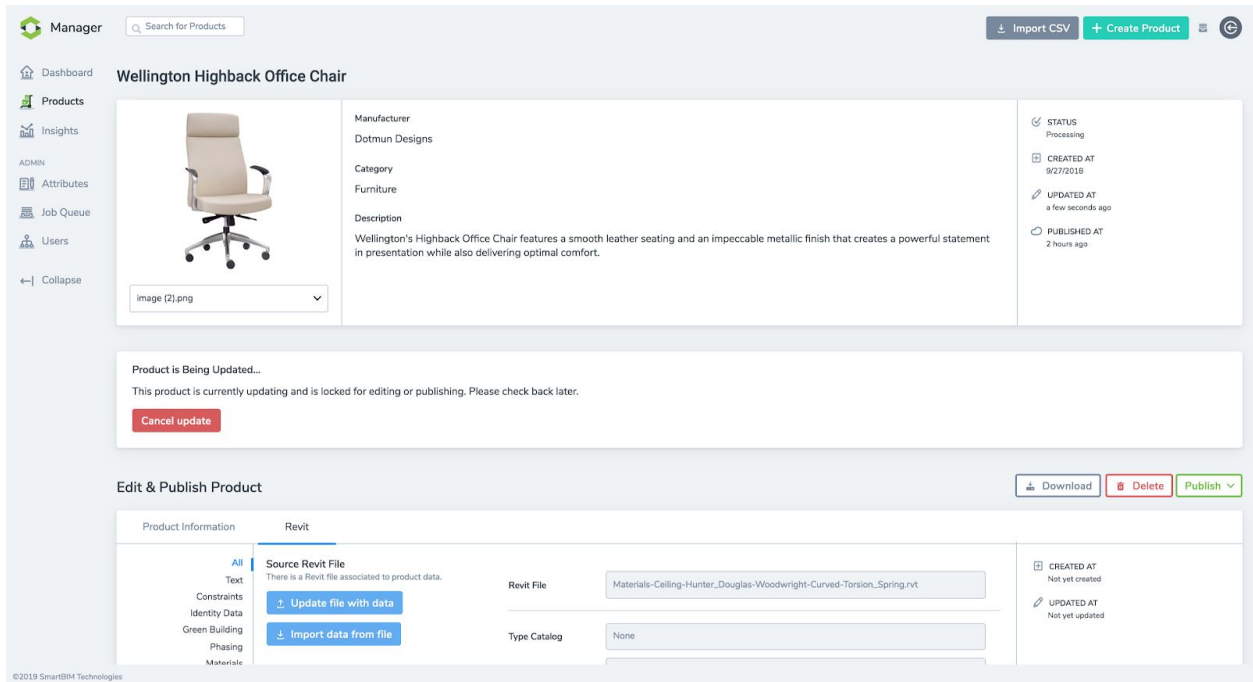 Manager
Search for Products
Import CSV
+ Create Product
Dashboard
Products
Insights
ADMIN
Attributes
Job Queue
Users
Collapse
Wellington Highback Office Chair
image (2).png
Manufacturer
Dotmun Designs
Category
Furniture
Description
Wellington's Highback Office Chair features a smooth leather seating and an impeccable metallic finish that creates a powerful statement
in presentation while also delivering optimal comfort.
STATUS
Processing
CREATED AT
9/27/2018
UPDATED AT
a few seconds ago
PUBLISHED AT
2 hours ago
Product is Being Updated...
This product is currently updating and is locked for editing or publishing. Please check back later.
Cancel update
Edit & Publish Product
Download
Delete
Publish
Product Information
Revit
All
Text
Constraints
Identity Data
Green Building
Phasing
Materials
Source Revit File
There is a Revit file associated to product data.
Update file with data
Import data from file
Revit File
Materials-Ceiling-Hunter_Douglas-Woodwright-Curved-Torsion_Spring.rvt
Type Catalog
None
CREATED AT
Not yet created
UPDATED AT
Not yet updated
©2019 SmartBIM Technologies